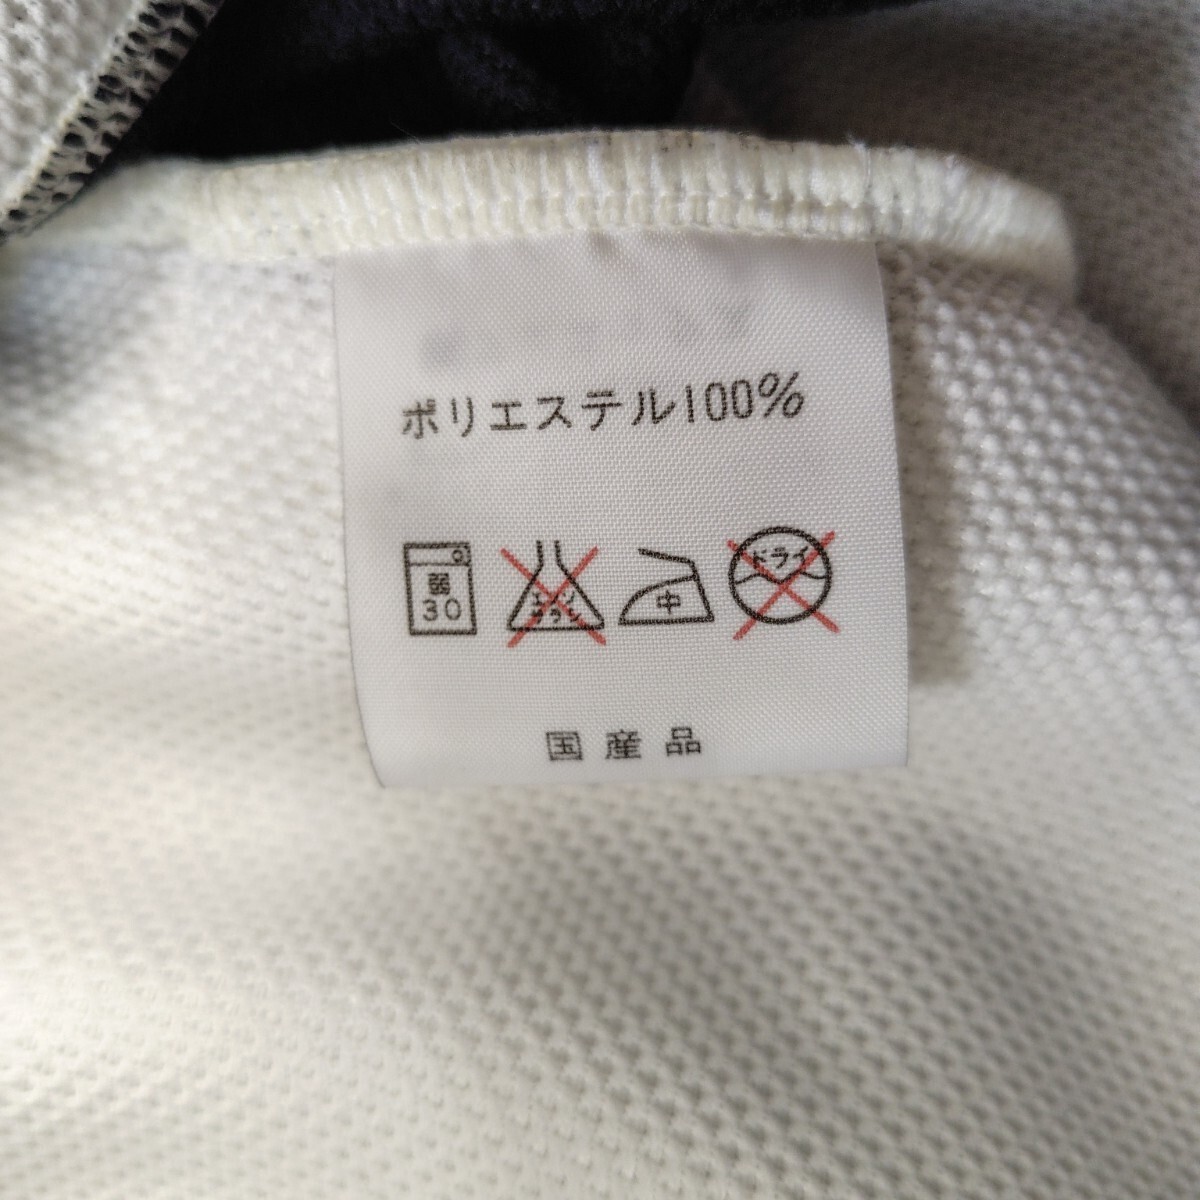 ポリエステル100%
弱 30 エンソ サラシ 中 ドライ
国産品